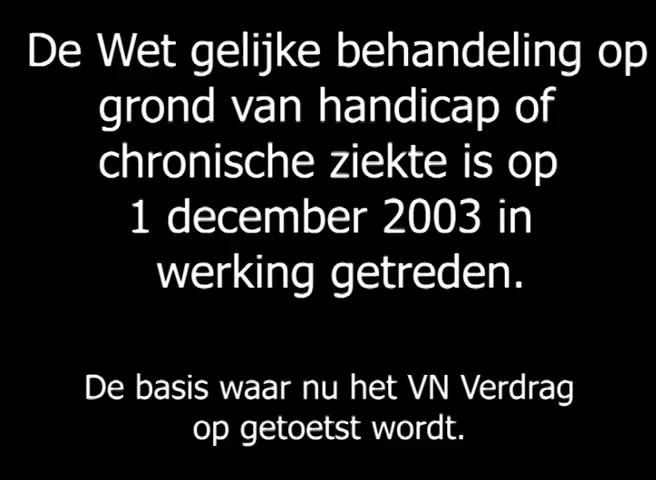 De Wet gelijke behandeling op
grond van handicap of
chronische ziekte is op
1 december 2003 in
werking getreden.
De basis waar nu het VN Verdrag
op getoetst wordt.